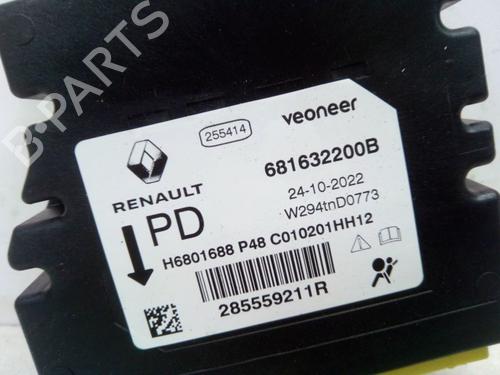 255414
veoneer
RENAULT
681632200B
24-10-2022
W294tnD0773
PD
H6801688 P48 C010201HH12
285559211R
B-PARTS